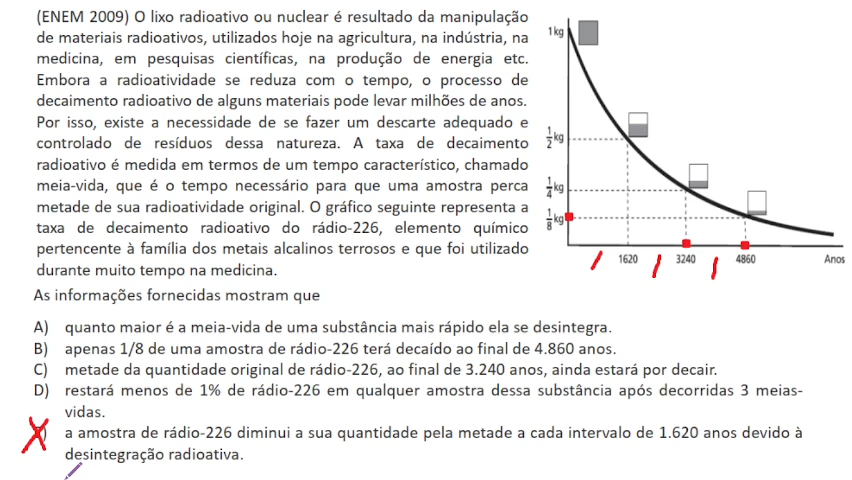 (ENEM 2009) O lixo radioativo ou nuclear é resultado da manipulação
de materiais radioativos, utilizados hoje na agricultura, na indústria, na
medicina, em pesquisas científicas, na produção de energia etc.
Embora a radioatividade se reduza com o tempo, o processo de
decaimento radioativo de alguns materiais pode levar milhões de anos.
Por isso, existe a necessidade de se fazer um descarte adequado e
controlado de resíduos dessa natureza. A taxa de decaimento
radioativo é medida em termos de um tempo característico, chamado
meia-vida, que é o tempo necessário para que uma amostra perca
metade de sua radioatividade original. O gráfico seguinte representa a
taxa de decaimento radioativo do rádio-226, elemento químico
pertencente à família dos metais alcalinos terrosos e que foi utilizado
durante muito tempo na medicina.
1 kg
1/2 kg
1/4 kg
1/8 kg
1620 3240 4860 Anos
As informações fornecidas mostram que
A) quanto maior é a meia-vida de uma substância mais rápido ela se desintegra.
B) apenas 1/8 de uma amostra de rádio-226 terá decaído ao final de 4.860 anos.
C) metade da quantidade original de rádio-226, ao final de 3.240 anos, ainda estará por decair.
D) restará menos de 1% de rádio-226 em qualquer amostra dessa substância após decorridas 3 meias-
vidas.
a amostra de rádio-226 diminui a sua quantidade pela metade a cada intervalo de 1.620 anos devido à
desintegração radioativa.